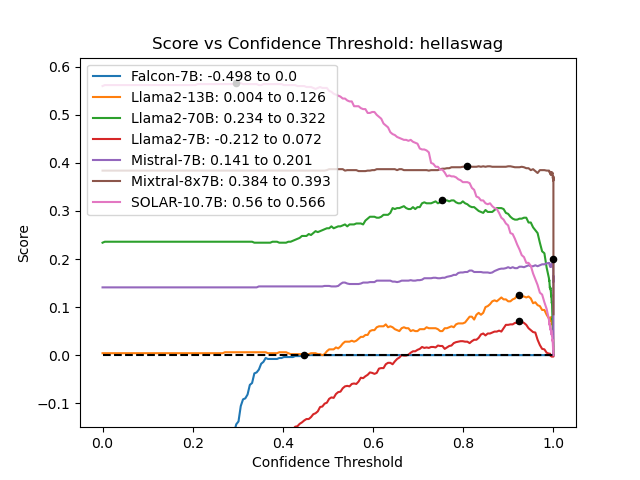 Score vs Confidence Threshold: hellaswag
0.6
0.5
0.4
0.3
0.2
0.1
0.0
−0.1
Score
Falcon-7B: -0.498 to 0.0
Llama2-13B: 0.004 to 0.126
Llama2-70B: 0.234 to 0.322
Llama2-7B: -0.212 to 0.072
Mistral-7B: 0.141 to 0.201
Mixtral-8x7B: 0.384 to 0.393
SOLAR-10.7B: 0.56 to 0.566
0.0 0.2 0.4 0.6 0.8 1.0
Confidence Threshold